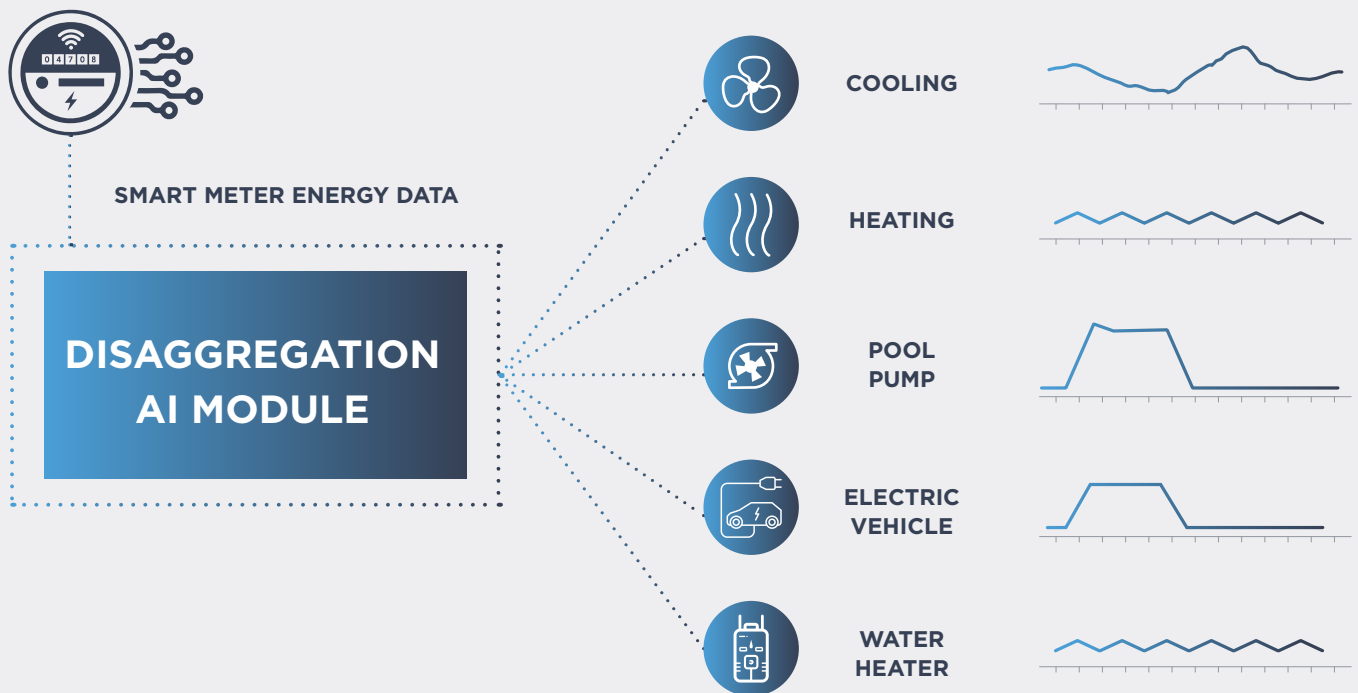 04708
SMART METER ENERGY DATA
DISAGGREGATION
AI MODULE
COOLING
HEATING
POOL
PUMP
ELECTRIC
VEHICLE
WATER
HEATER